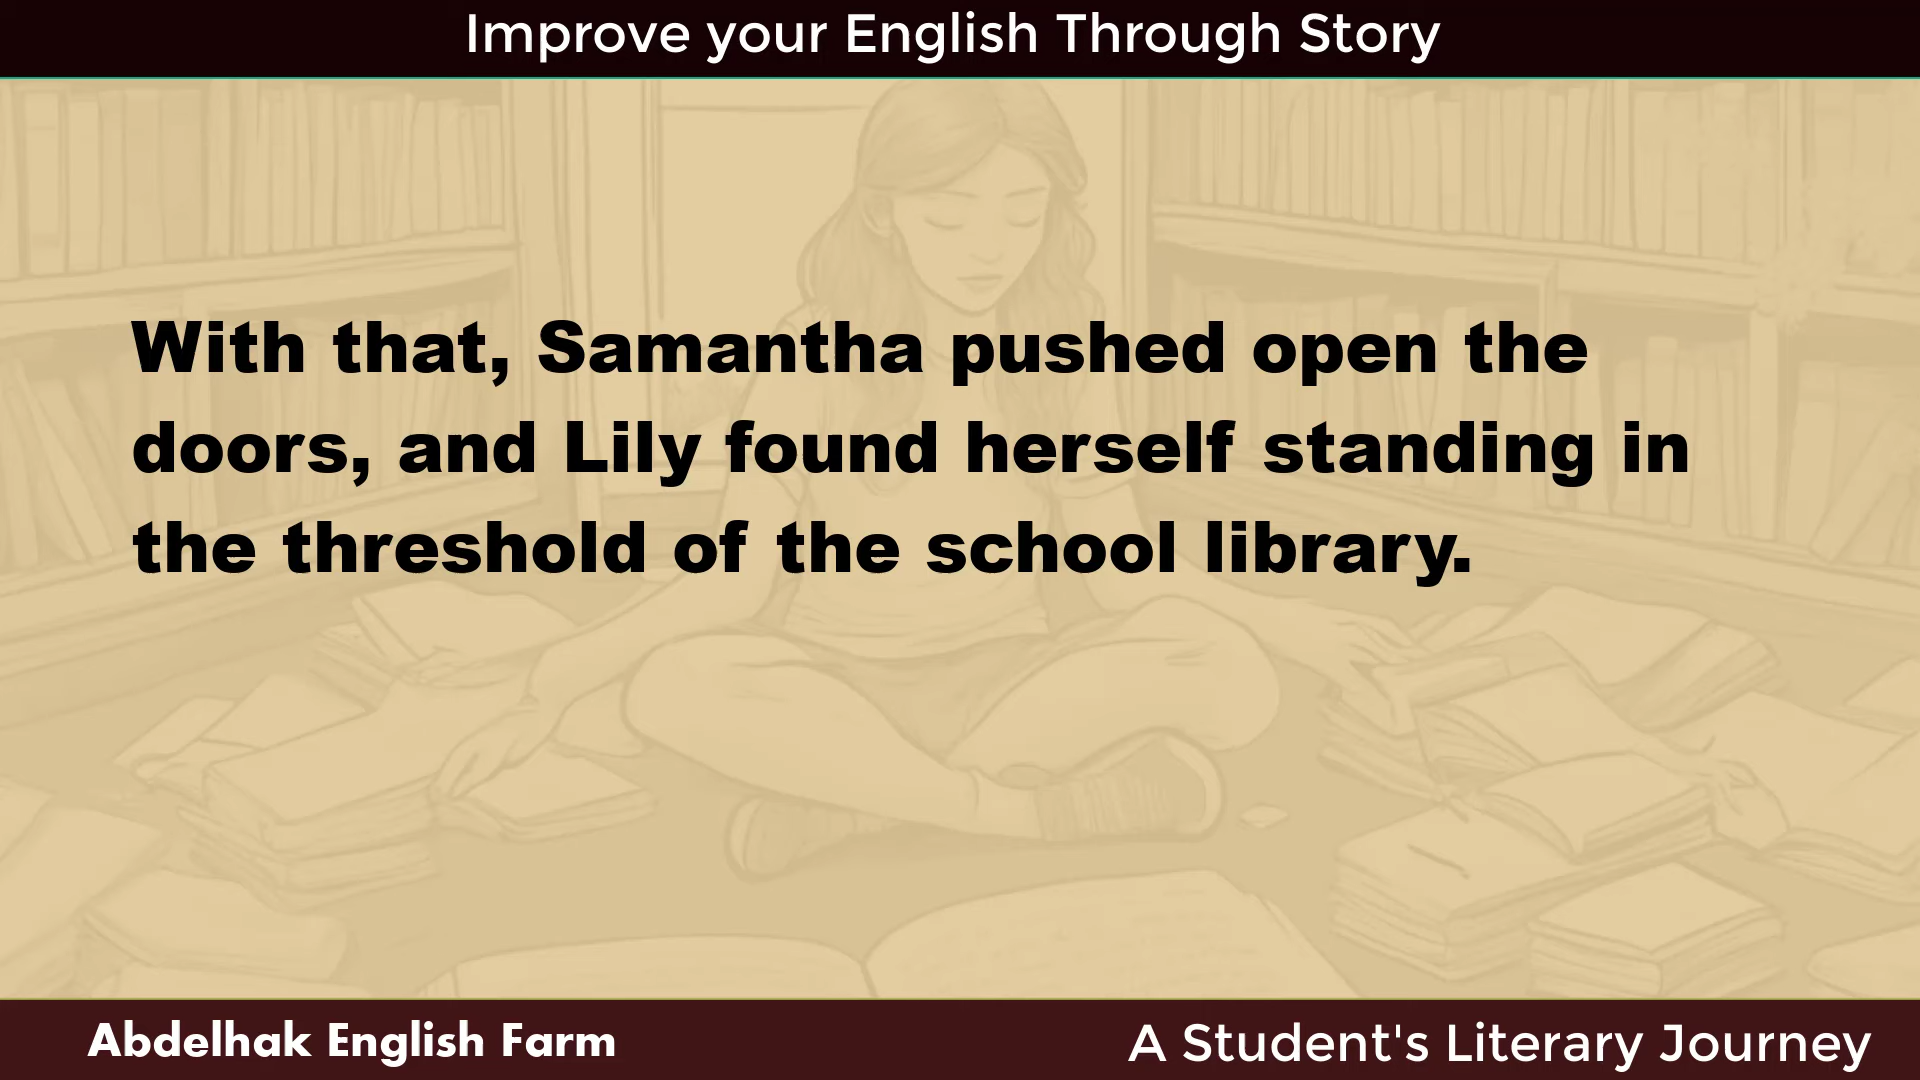 Improve your English Through Story
With that, Samantha pushed open the
doors, and Lily found herself standing in
the threshold of the school library.
Abdelhak English Farm
A Student's Literary Journey